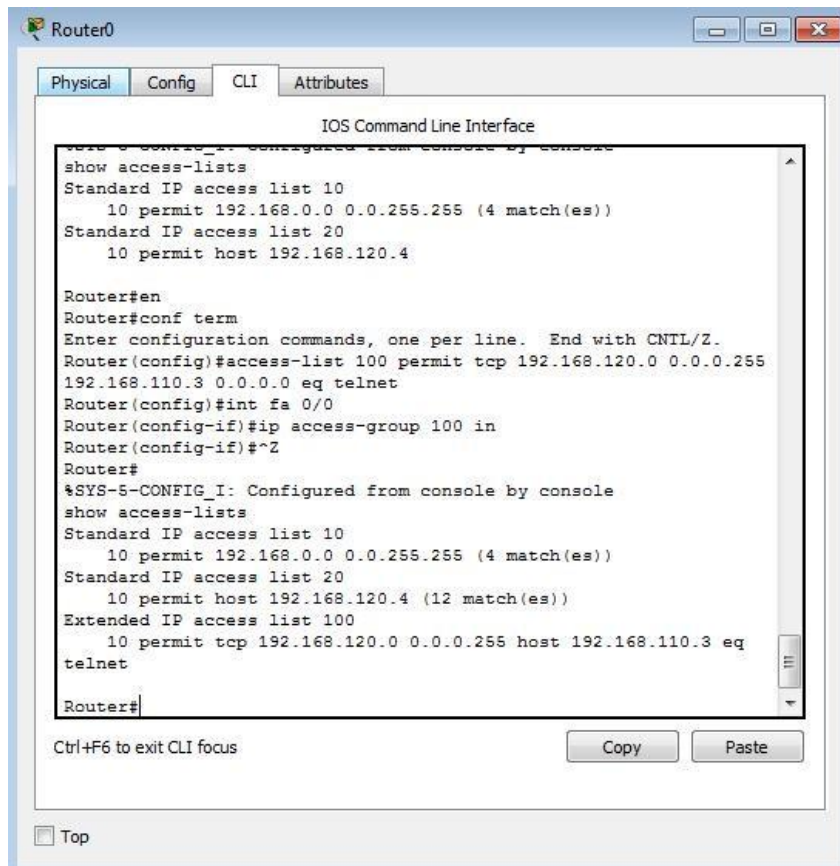 Router0
Physical Config CLI Attributes
IOS Command Line Interface
%SYS-5-CONFIG_I: Configured from console by console
show access-lists
Standard IP access list 10
10 permit 192.168.0.0 0.0.255.255 (4 match(es))
Standard IP access list 20
10 permit host 192.168.120.4
Router#en
Router#conf term
Enter configuration commands, one per line. End with CNTL/Z.
Router(config)#access-list 100 permit tcp 192.168.120.0 0.0.0.255
192.168.110.3 0.0.0.0 eq telnet
Router(config)#int fa 0/0
Router(config-if)#ip access-group 100 in
Router(config-if)#^Z
Router#
%SYS-5-CONFIG_I: Configured from console by console
show access-lists
Standard IP access list 10
10 permit 192.168.0.0 0.0.255.255 (4 match(es))
Standard IP access list 20
10 permit host 192.168.120.4 (12 match(es))
Extended IP access list 100
10 permit tcp 192.168.120.0 0.0.0.255 host 192.168.110.3 eq
telnet
Router#
Ctrl+F6 to exit CLI focus
Copy Paste
Top